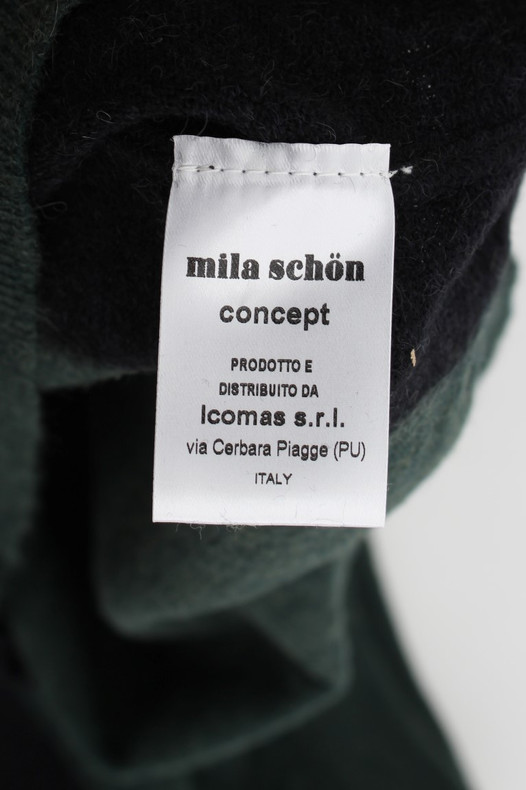 mila schön
concept
PRODOTTO E
DISTRIBUITO DA
Icomas s.r.l.
via Cerbara Piagge (PU)
ITALY